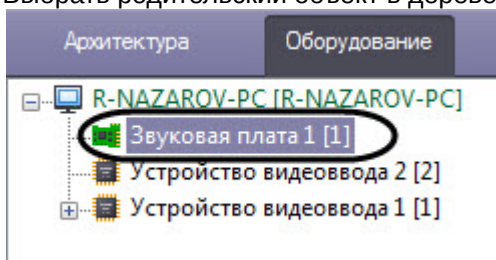 Выбрать родительский объект в дерево
Архитектура Оборудование
R-NAZAROV-PC [R-NAZAROV-PC]
Звуковая плата 1 [1]
Устройство видеоввода 2 [2]
Устройство видеоввода 1 [1]